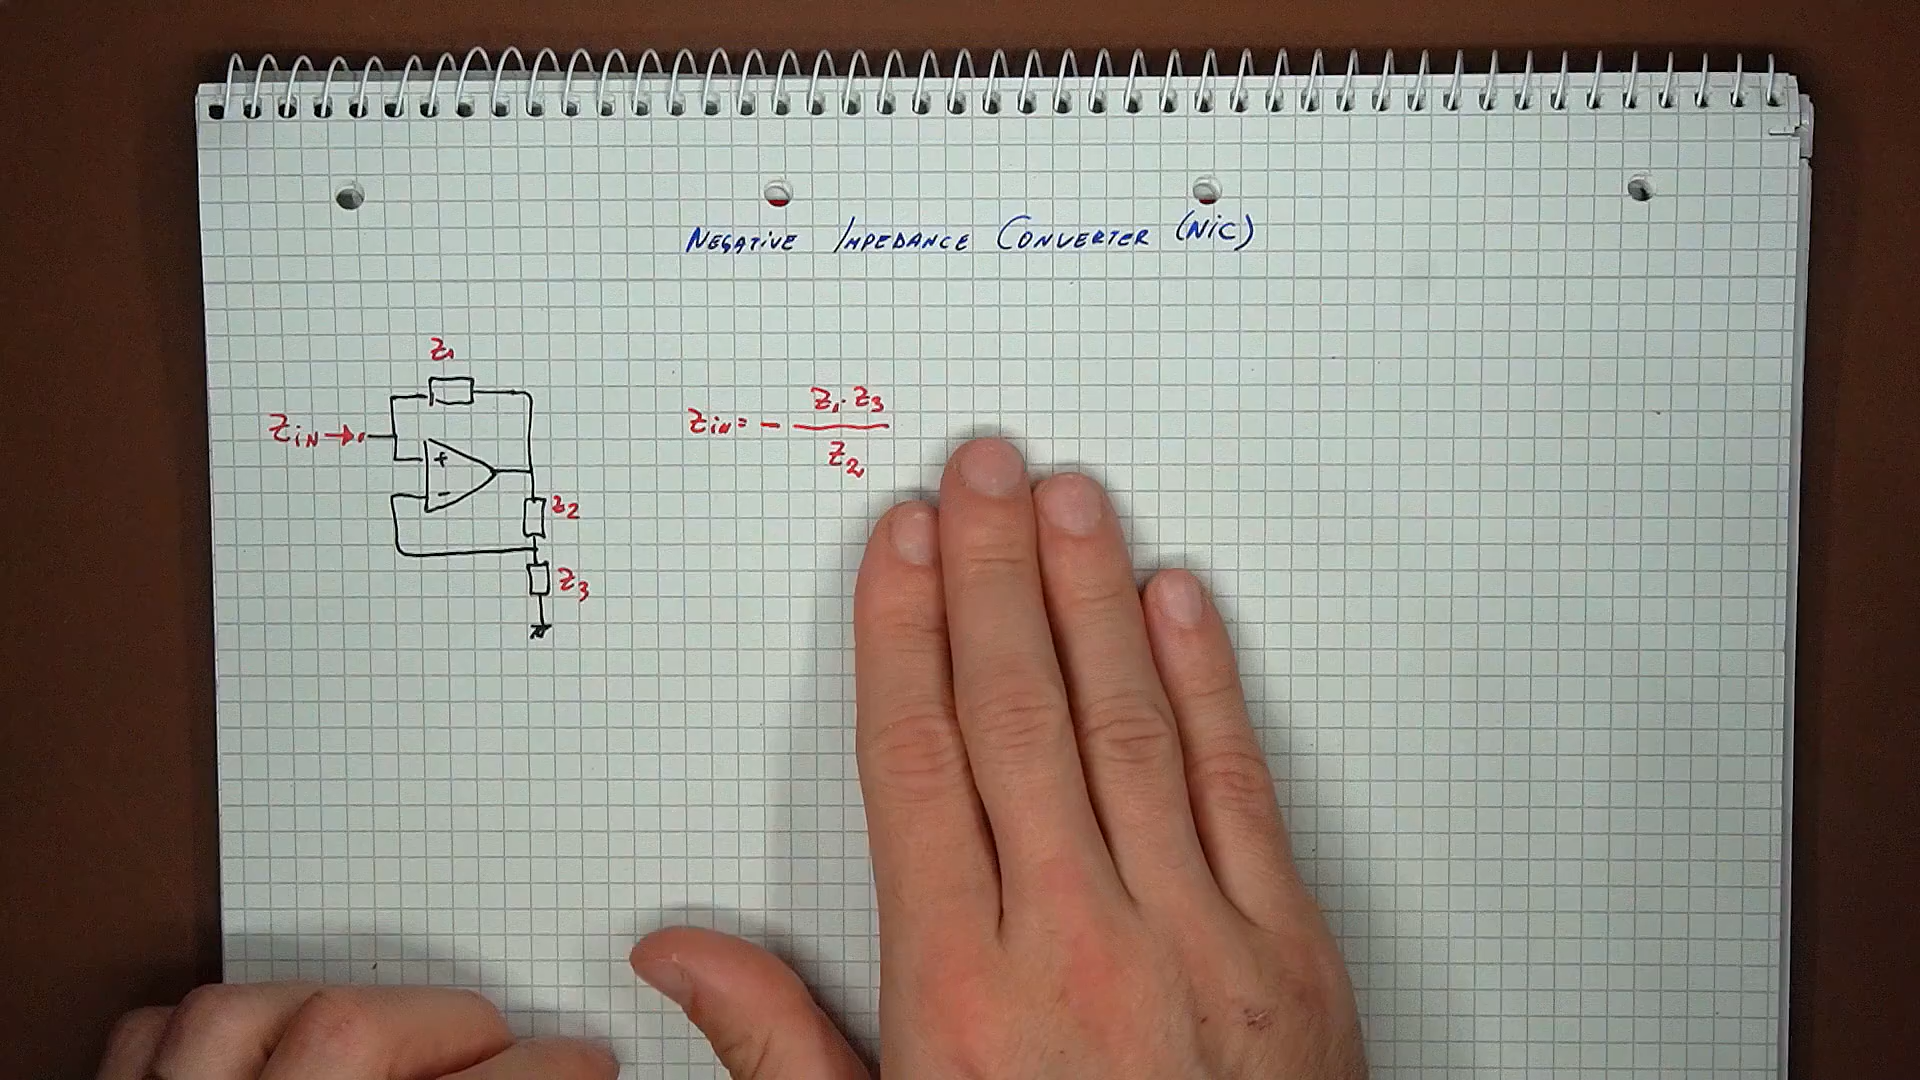 NEGATIVE IMPEDANCE CONVERTER (NiC)
Z1
ZiN
+
-
Z2
Z3
Zin = - Z1 · Z3
Z2